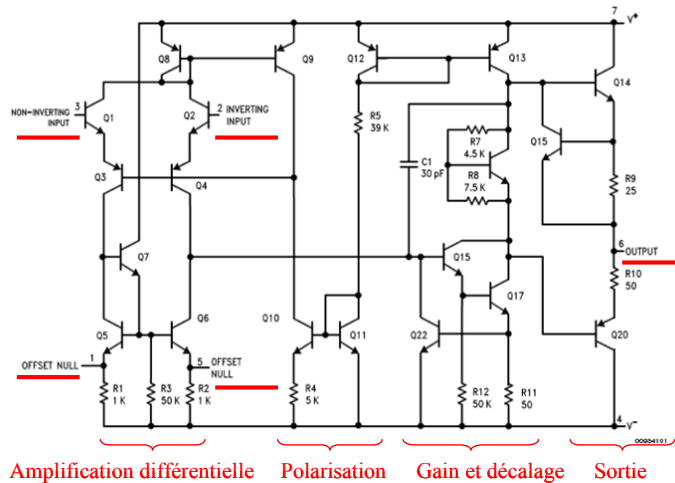 7
V+
Q8
Q9
Q12
Q13
Q14
3
NON-INVERTING
INPUT
Q1
Q2
2
INVERTING
INPUT
R5
39 K
R7
4.5 K
Q15
C1
30 pF
R8
7.5 K
Q3
Q4
R9
25
6
OUTPUT
Q7
Q15
R10
50
Q5
Q6
Q10
Q11
Q17
Q22
Q20
1
OFFSET NULL
5
OFFSET
NULL
R1
1 K
R3
50 K
R2
1 K
R4
5 K
R12
50 K
R11
50
4
V-
00934101
Amplification différentielle
Polarisation
Gain et décalage
Sortie